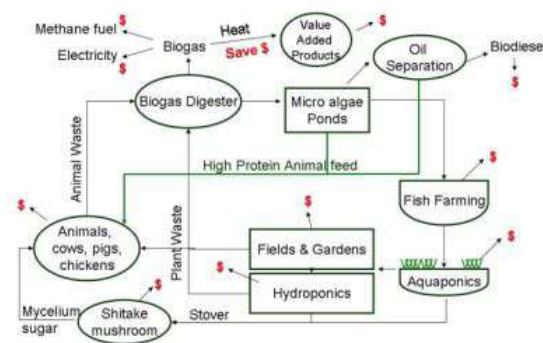 Methane fuel
$
Electricity
$
Biogas
Heat
Save $
Value
Added
Products
$
Oil
Separation
Biodiese
$
Biogas Digester
Micro algae
Ponds
Animal Waste
High Protein Animal feed
$
Fish Farming
$
Animals,
cows, pigs,
chickens
Plant Waste
$
Fields & Gardens
$
Hydroponics
$
Aquaponics
Mycelium
sugar
$
Shitake
mushroom
Stover